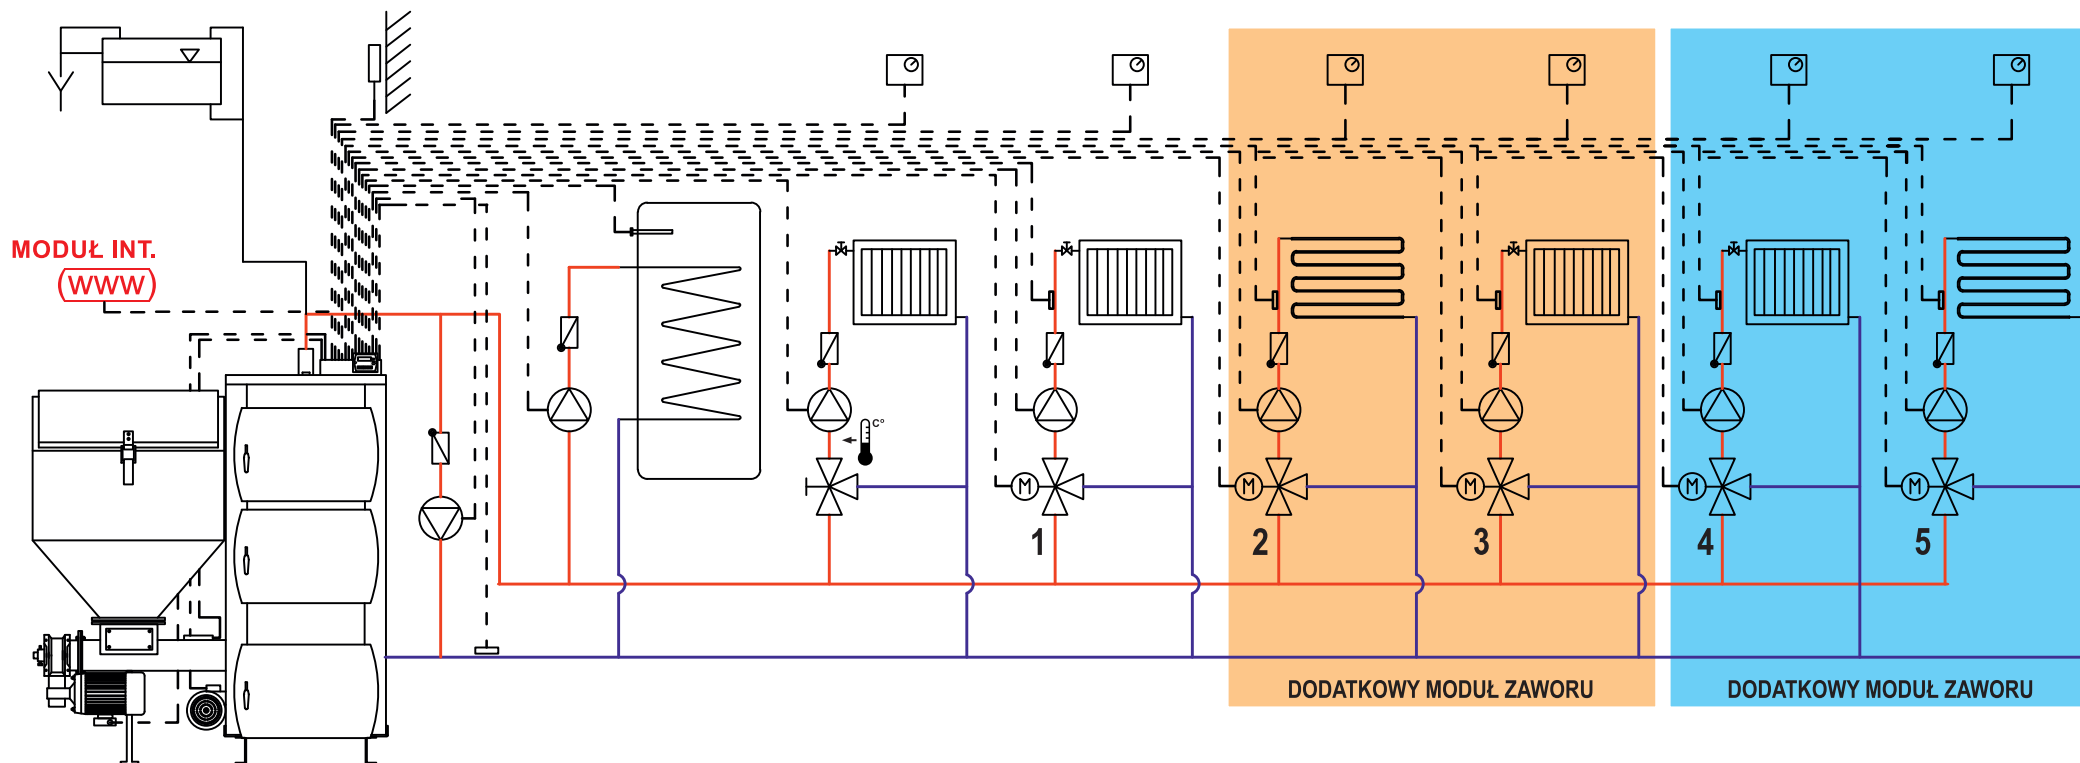 MODUŁ INT.
(WWW)
C°
M
M
M
M
M
1
2
3
4
5
DODATKOWY MODUŁ ZAWORU
DODATKOWY MODUŁ ZAWORU